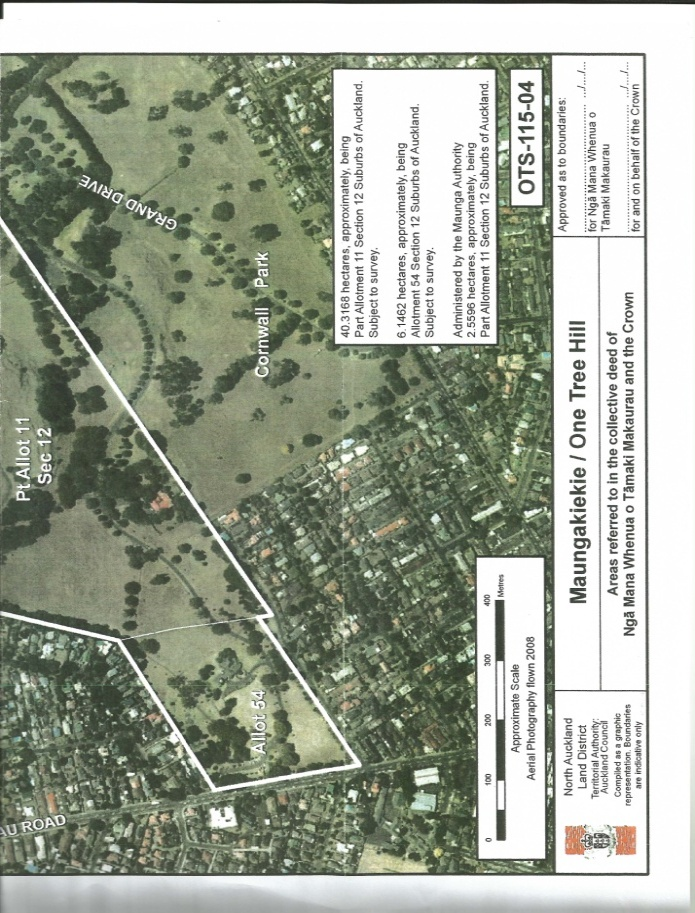 Pt Allot 11
Sec 12
GRAND DRIVE
Cornwall Park
Allot 54
AU ROAD
40.3168 hectares, approximately, being
Part Allotment 11 Section 12 Suburbs of Auckland.
Subject to survey.
6.1462 hectares, approximately, being
Allotment 54 Section 12 Suburbs of Auckland.
Subject to survey.
Administered by the Maunga Authority
2.5596 hectares, approximately, being
Part Allotment 11 Section 12 Suburbs of Auckland.
OTS-115-04
0 100 200 300 400 Metres
Approximate Scale
Aerial Photography flown 2008
North Auckland
Land District
Territorial Authority:
Auckland Council
Compiled as a graphic
representation. Boundaries
are indicative only
Maungakiekie / One Tree Hill
Areas referred to in the collective deed of
Ngā Mana Whenua o Tāmaki Makaurau and the Crown
Approved as to boundaries:
............................ .../.../...
for Ngā Mana Whenua o
Tāmaki Makaurau
............................ .../.../...
for and on behalf of the Crown